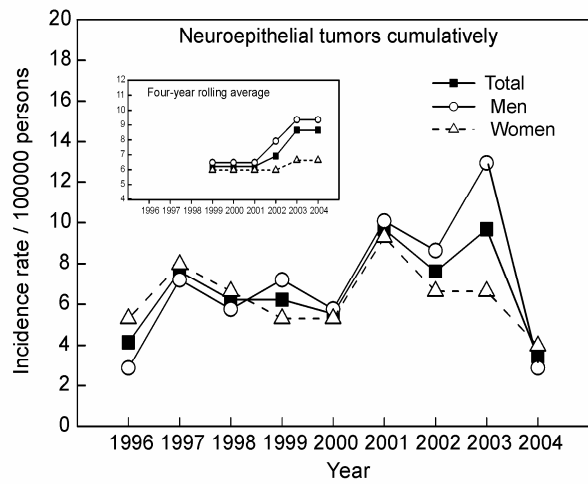 Neuroepithelial tumors cumulatively
Four-year rolling average
12
11
10
9
8
7
6
5
4
1996 1997 1998 1999 2000 2001 2002 2003 2004
Total
Men
Women
Incidence rate / 100000 persons
20
18
16
14
12
10
8
6
4
2
0
1996 1997 1998 1999 2000 2001 2002 2003 2004
Year